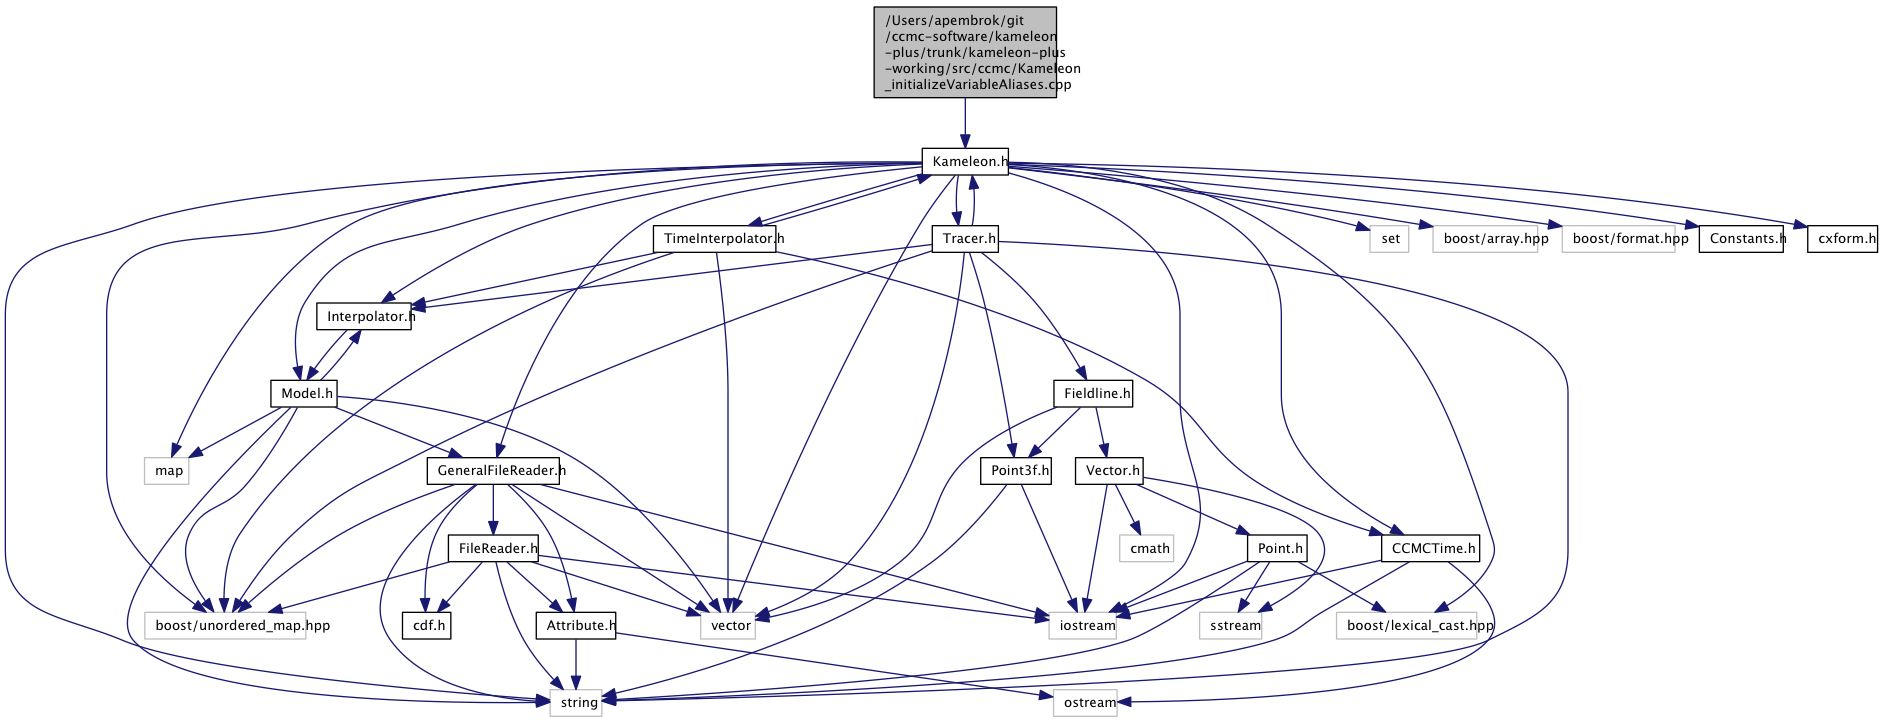 /Users/apembrok/git
/ccmc-software/kameleon
-plus/trunk/kameleon-plus
-working/src/ccmc/Kameleon
_initializeVariableAliases.cpp
Kameleon.h
TimeInterpolator.h
Tracer.h
set
boost/array.hpp
boost/format.hpp
Constants.h
cxform.h
Interpolator.h
Model.h
Fieldline.h
map
GeneralFileReader.h
Point3f.h
Vector.h
FileReader.h
cmath
Point.h
CCMCTime.h
boost/unordered_map.hpp
cdf.h
Attribute.h
vector
iostream
sstream
boost/lexical_cast.hpp
string
ostream